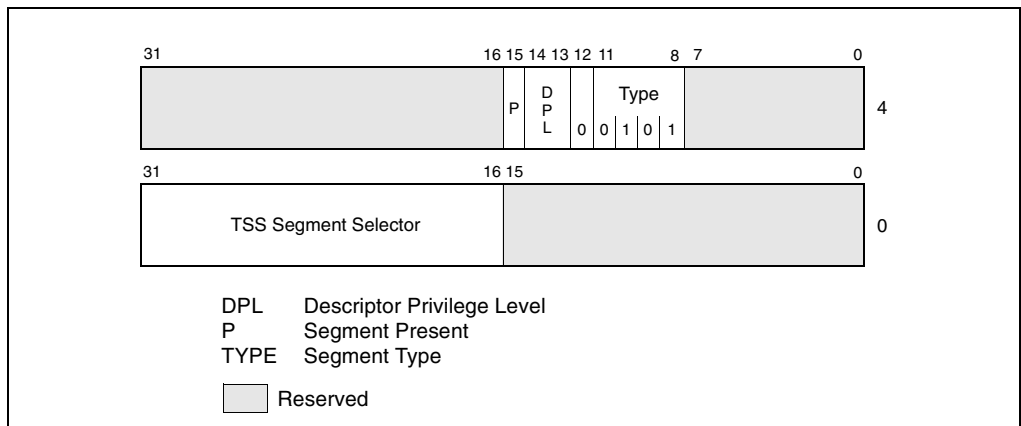 31 16 15 14 13 12 11 8 7 0
P DPL 0 Type 0 1 0 1 4
31 16 15 0
TSS Segment Selector 0
DPL Descriptor Privilege Level
P Segment Present
TYPE Segment Type
Reserved